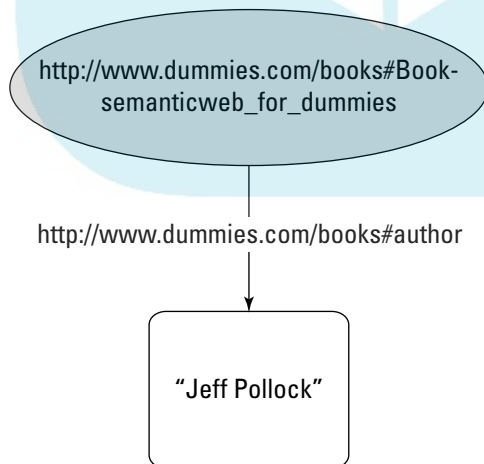 http://www.dummies.com/books#Book-
semanticweb_for_dummies
http://www.dummies.com/books#author
“Jeff Pollock”